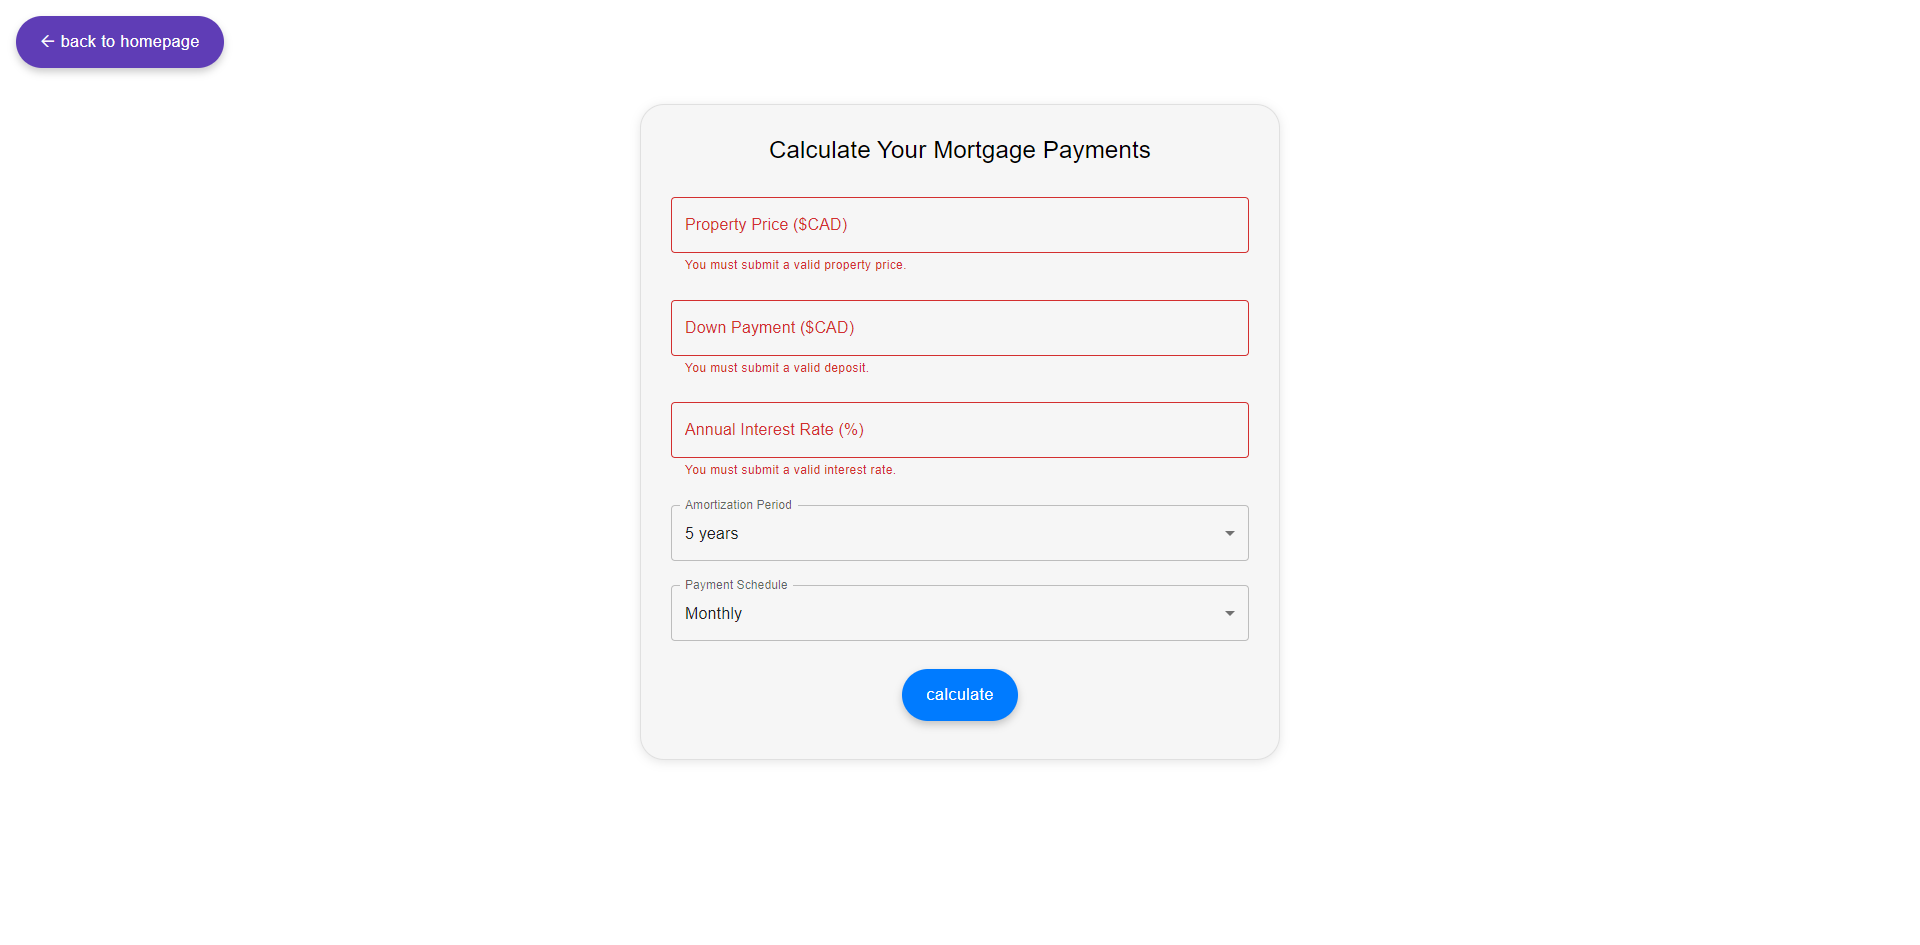 ← back to homepage
Calculate Your Mortgage Payments
Property Price ($CAD)
You must submit a valid property price.
Down Payment ($CAD)
You must submit a valid deposit.
Annual Interest Rate (%)
You must submit a valid interest rate.
Amortization Period
5 years
Payment Schedule
Monthly
calculate